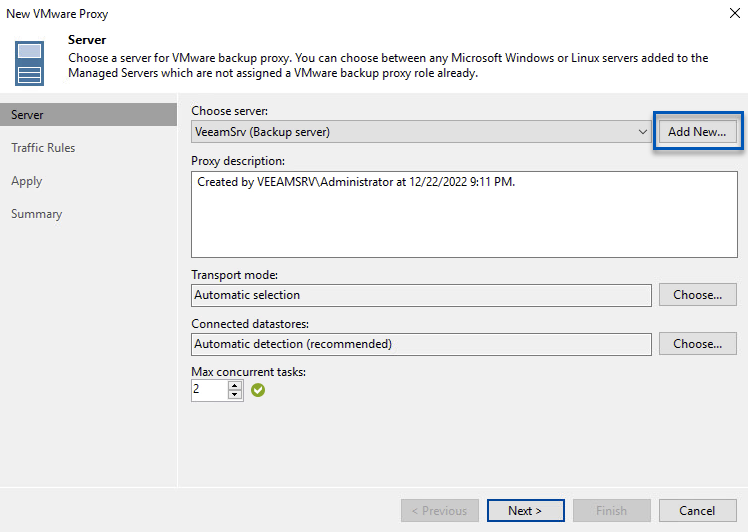 New VMware Proxy
Server
Choose a server for VMware backup proxy. You can choose between any Microsoft Windows or Linux servers added to the
Managed Servers which are not assigned a VMware backup proxy role already.
Server
Traffic Rules
Apply
Summary
Choose server:
VeeamSrv (Backup server)
Add New...
Proxy description:
Created by VEEAMSRV\Administrator at 12/22/2022 9:11 PM.
Transport mode:
Automatic selection
Choose...
Connected datastores:
Automatic detection (recommended)
Choose...
Max concurrent tasks:
2
< Previous
Next >
Finish
Cancel